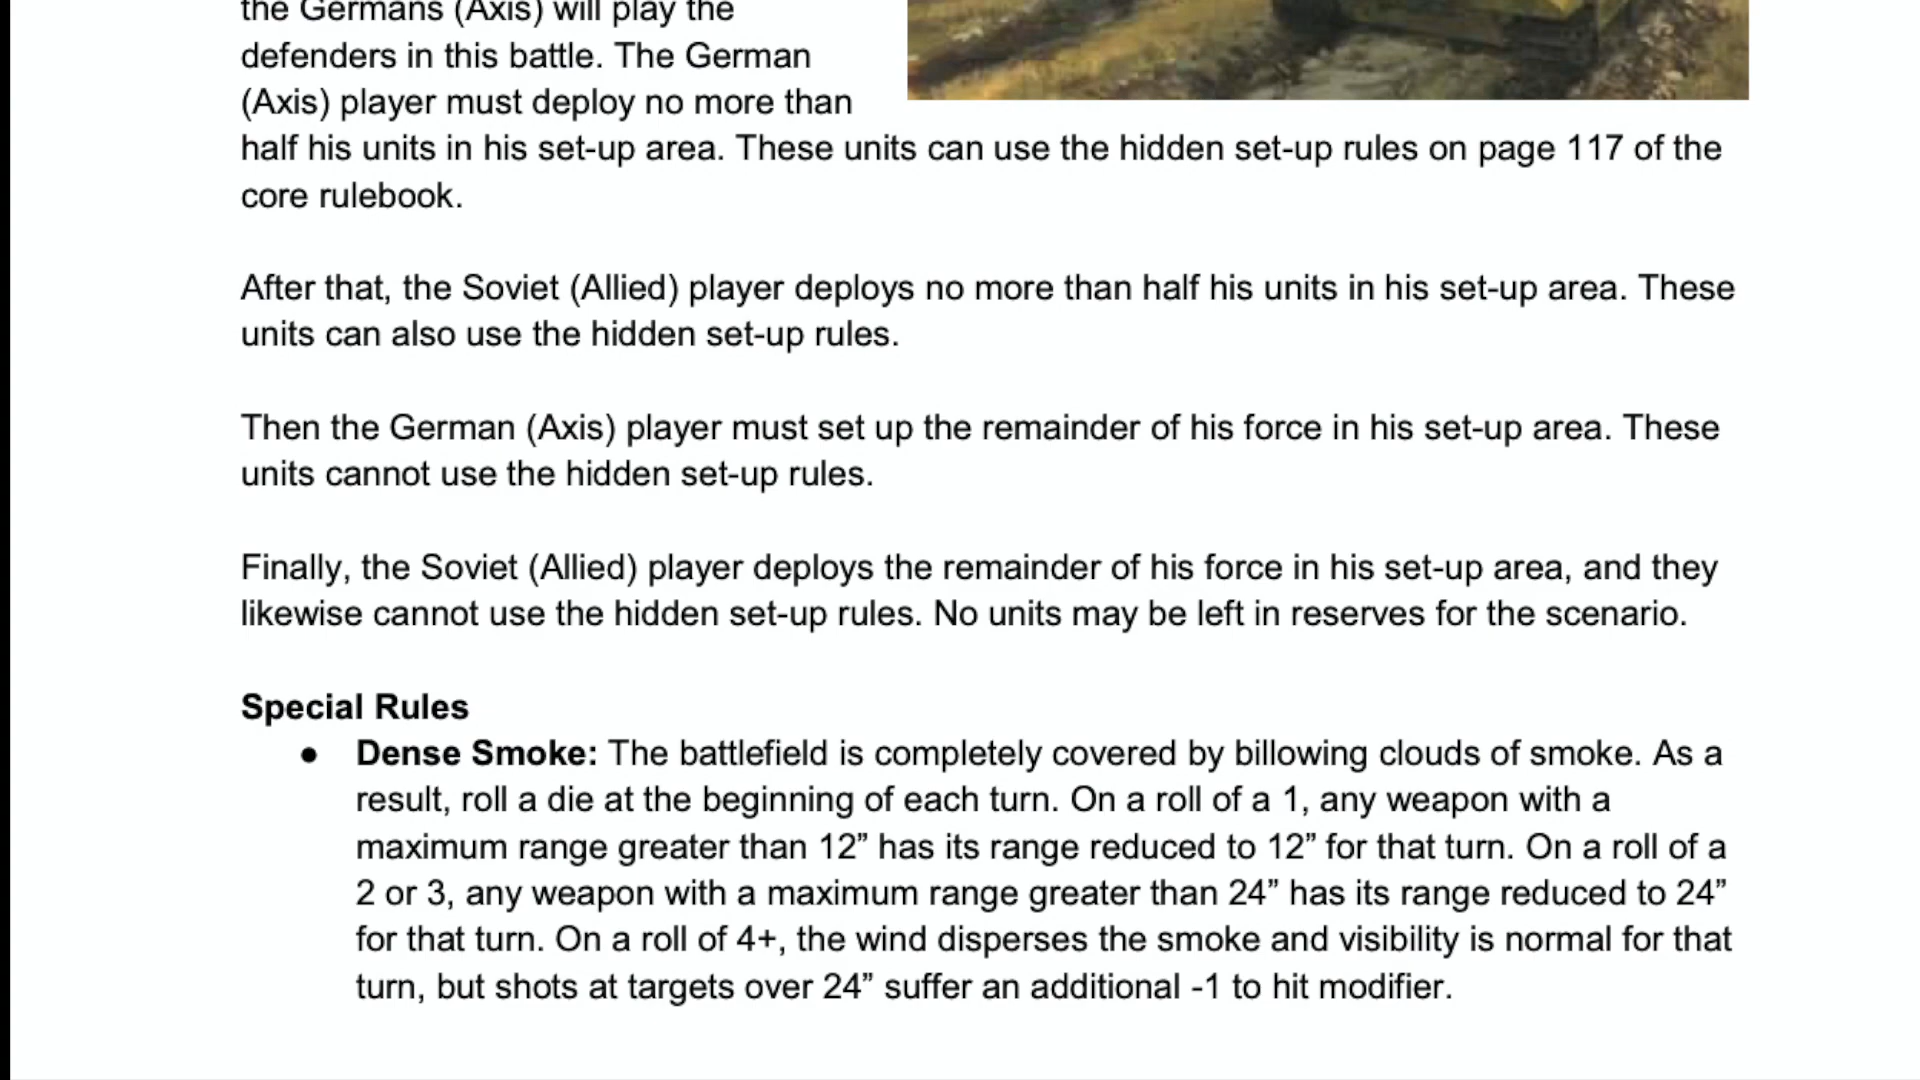 the Germans (Axis) will play the
defenders in this battle. The German
(Axis) player must deploy no more than
half his units in his set-up area. These units can use the hidden set-up rules on page 117 of the
core rulebook.
After that, the Soviet (Allied) player deploys no more than half his units in his set-up area. These
units can also use the hidden set-up rules.
Then the German (Axis) player must set up the remainder of his force in his set-up area. These
units cannot use the hidden set-up rules.
Finally, the Soviet (Allied) player deploys the remainder of his force in his set-up area, and they
likewise cannot use the hidden set-up rules. No units may be left in reserves for the scenario.
Special Rules
● Dense Smoke: The battlefield is completely covered by billowing clouds of smoke. As a
result, roll a die at the beginning of each turn. On a roll of a 1, any weapon with a
maximum range greater than 12” has its range reduced to 12” for that turn. On a roll of a
2 or 3, any weapon with a maximum range greater than 24” has its range reduced to 24”
for that turn. On a roll of 4+, the wind disperses the smoke and visibility is normal for that
turn, but shots at targets over 24” suffer an additional -1 to hit modifier.